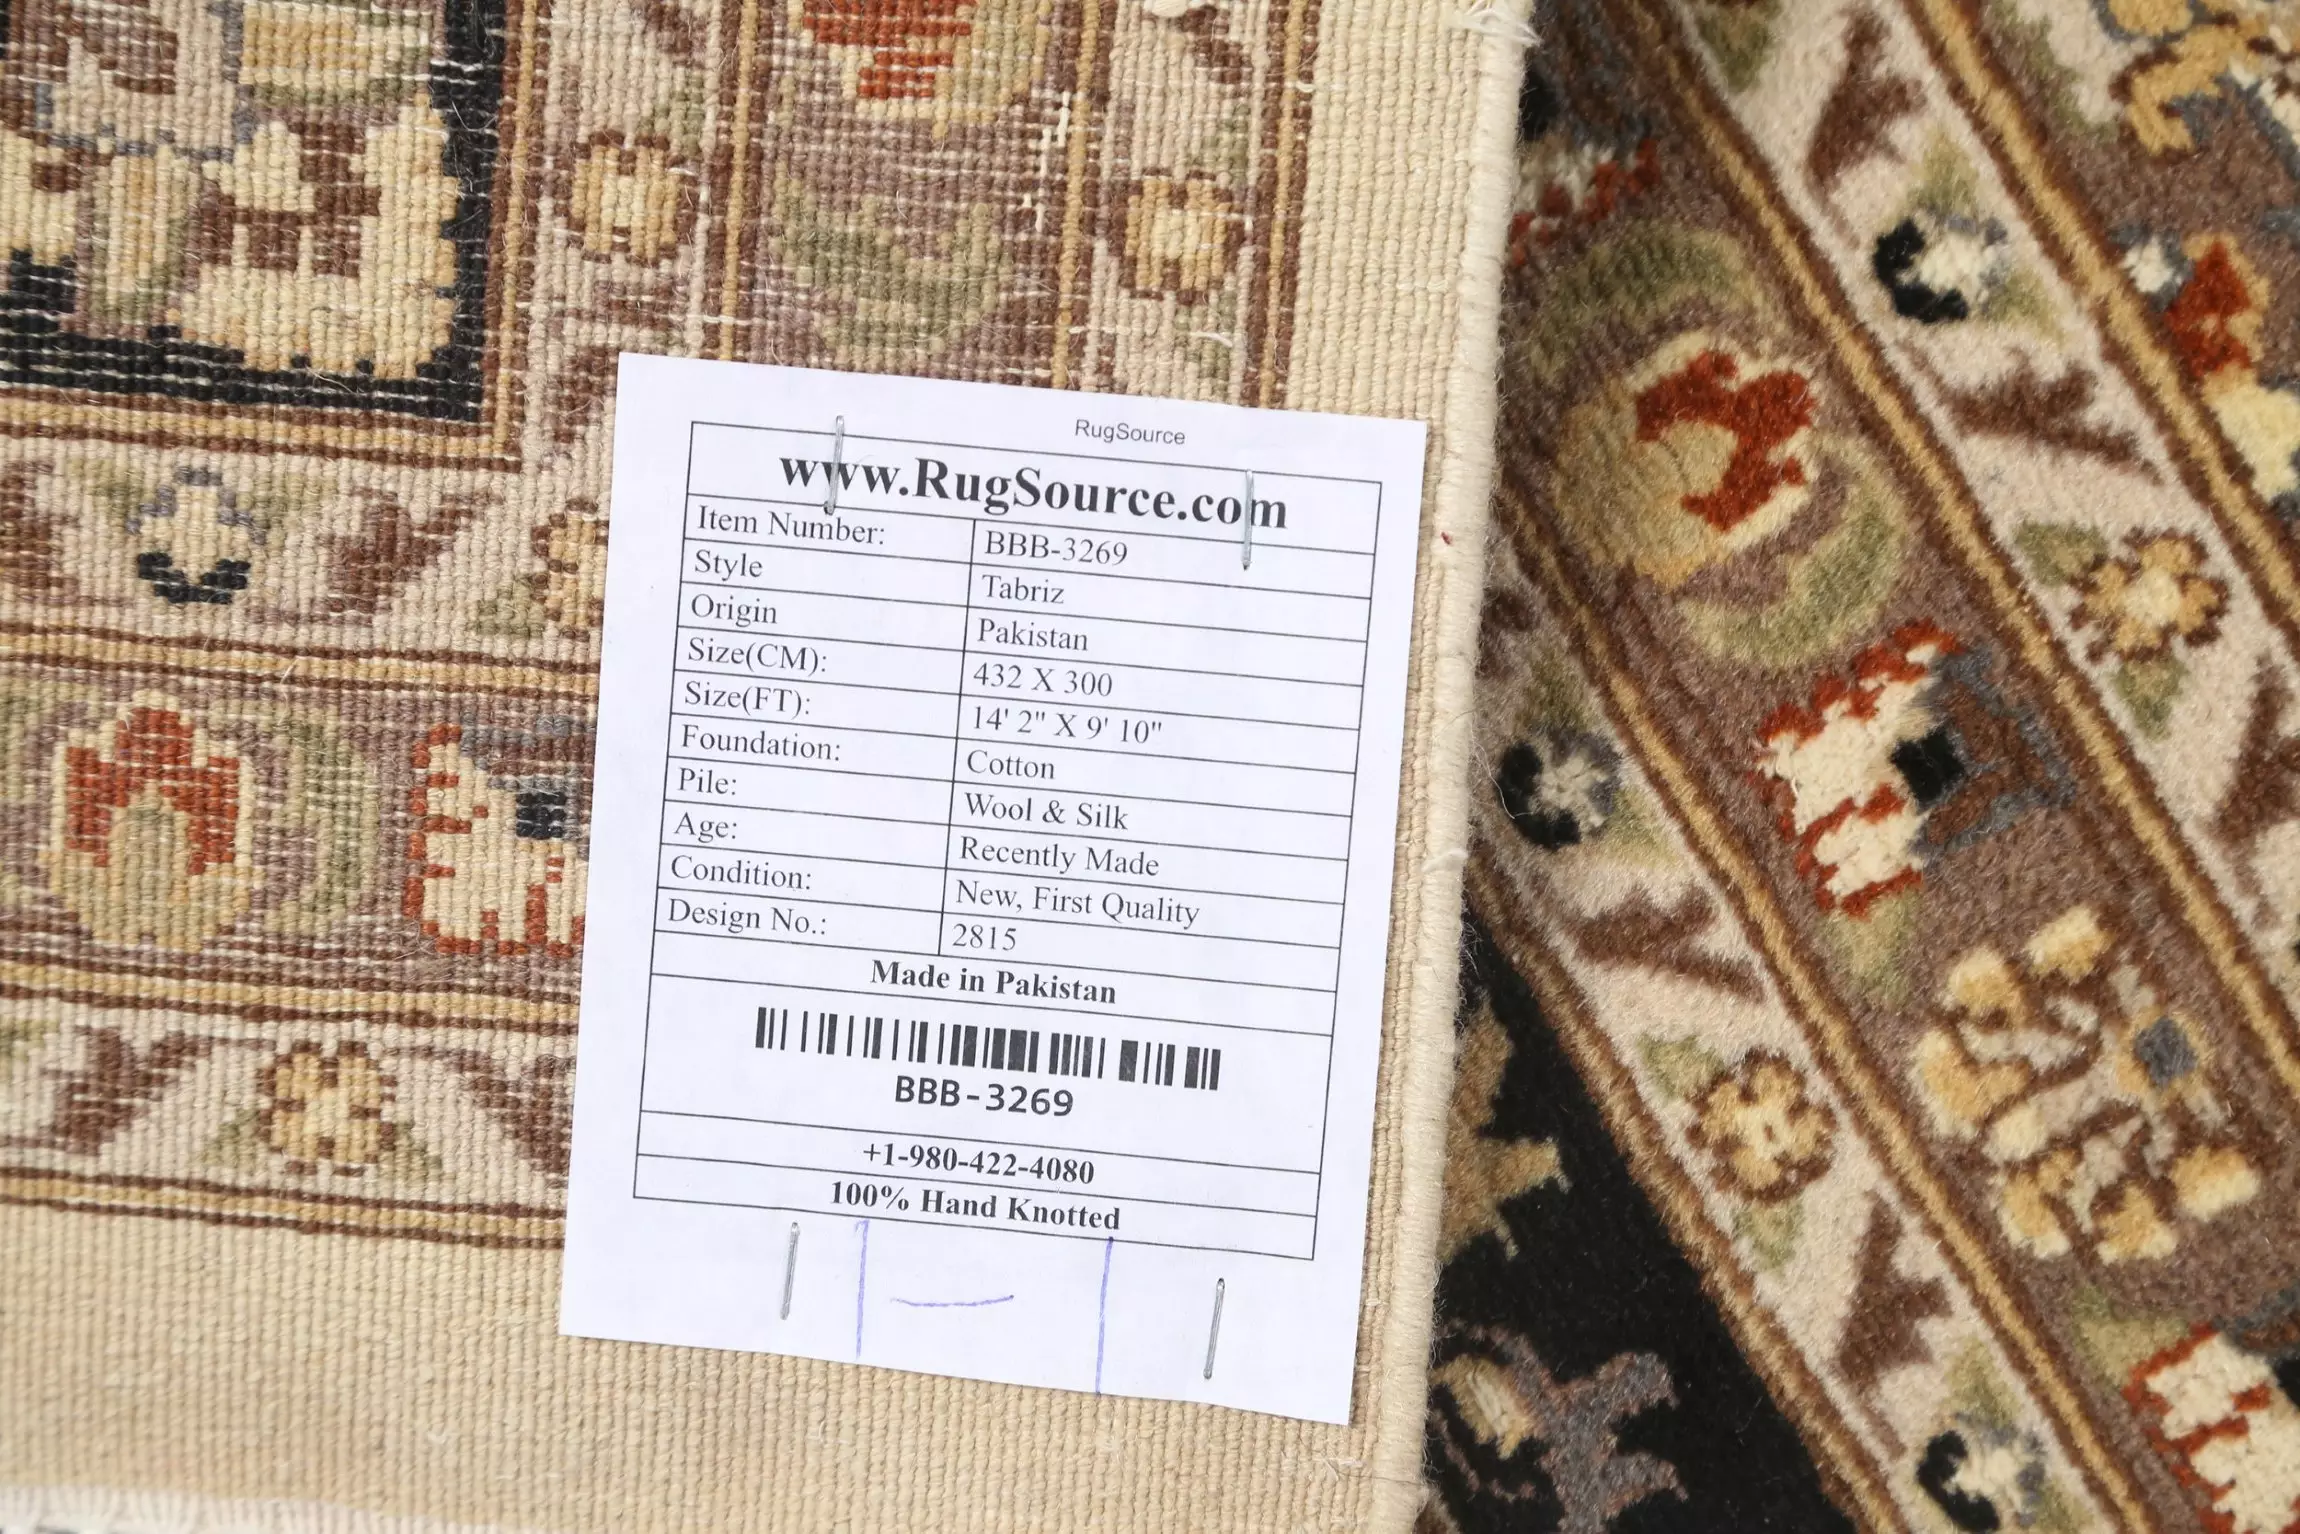 RugSource
www.RugSource.com
Item Number: BBB-3269
Style Tabriz
Origin Pakistan
Size(CM): 432 X 300
Size(FT): 14' 2" X 9' 10"
Foundation: Cotton
Pile: Wool & Silk
Age: Recently Made
Condition: New, First Quality
Design No.: 2815
Made in Pakistan
BBB-3269
+1-980-422-4080
100% Hand Knotted